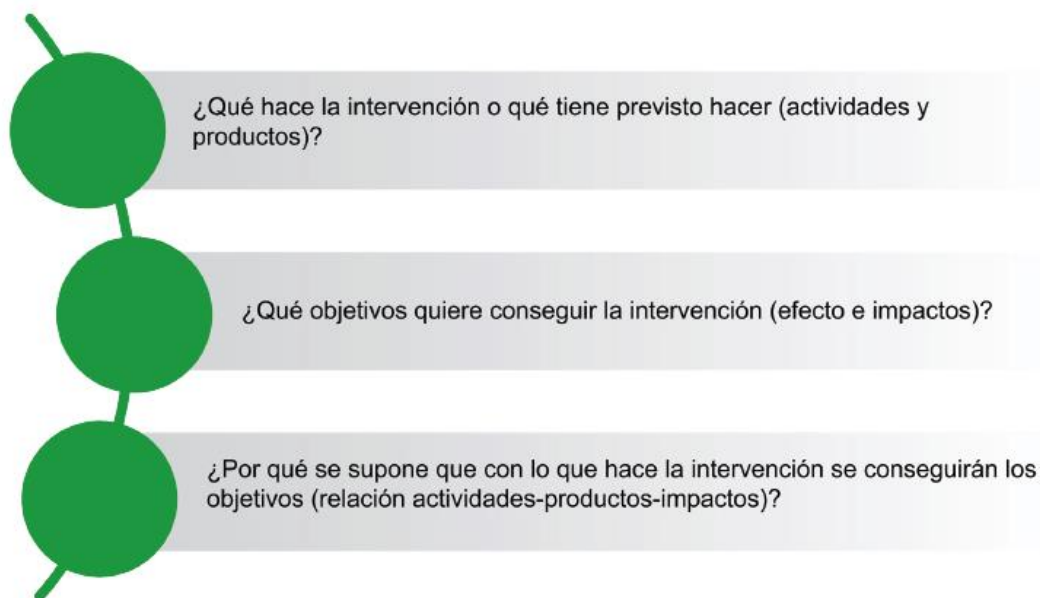 ¿Qué hace la intervención o qué tiene previsto hacer (actividades y
productos)?
¿Qué objetivos quiere conseguir la intervención (efecto e impactos)?
¿Por qué se supone que con lo que hace la intervención se conseguirán los
objetivos (relación actividades-productos-impactos)?